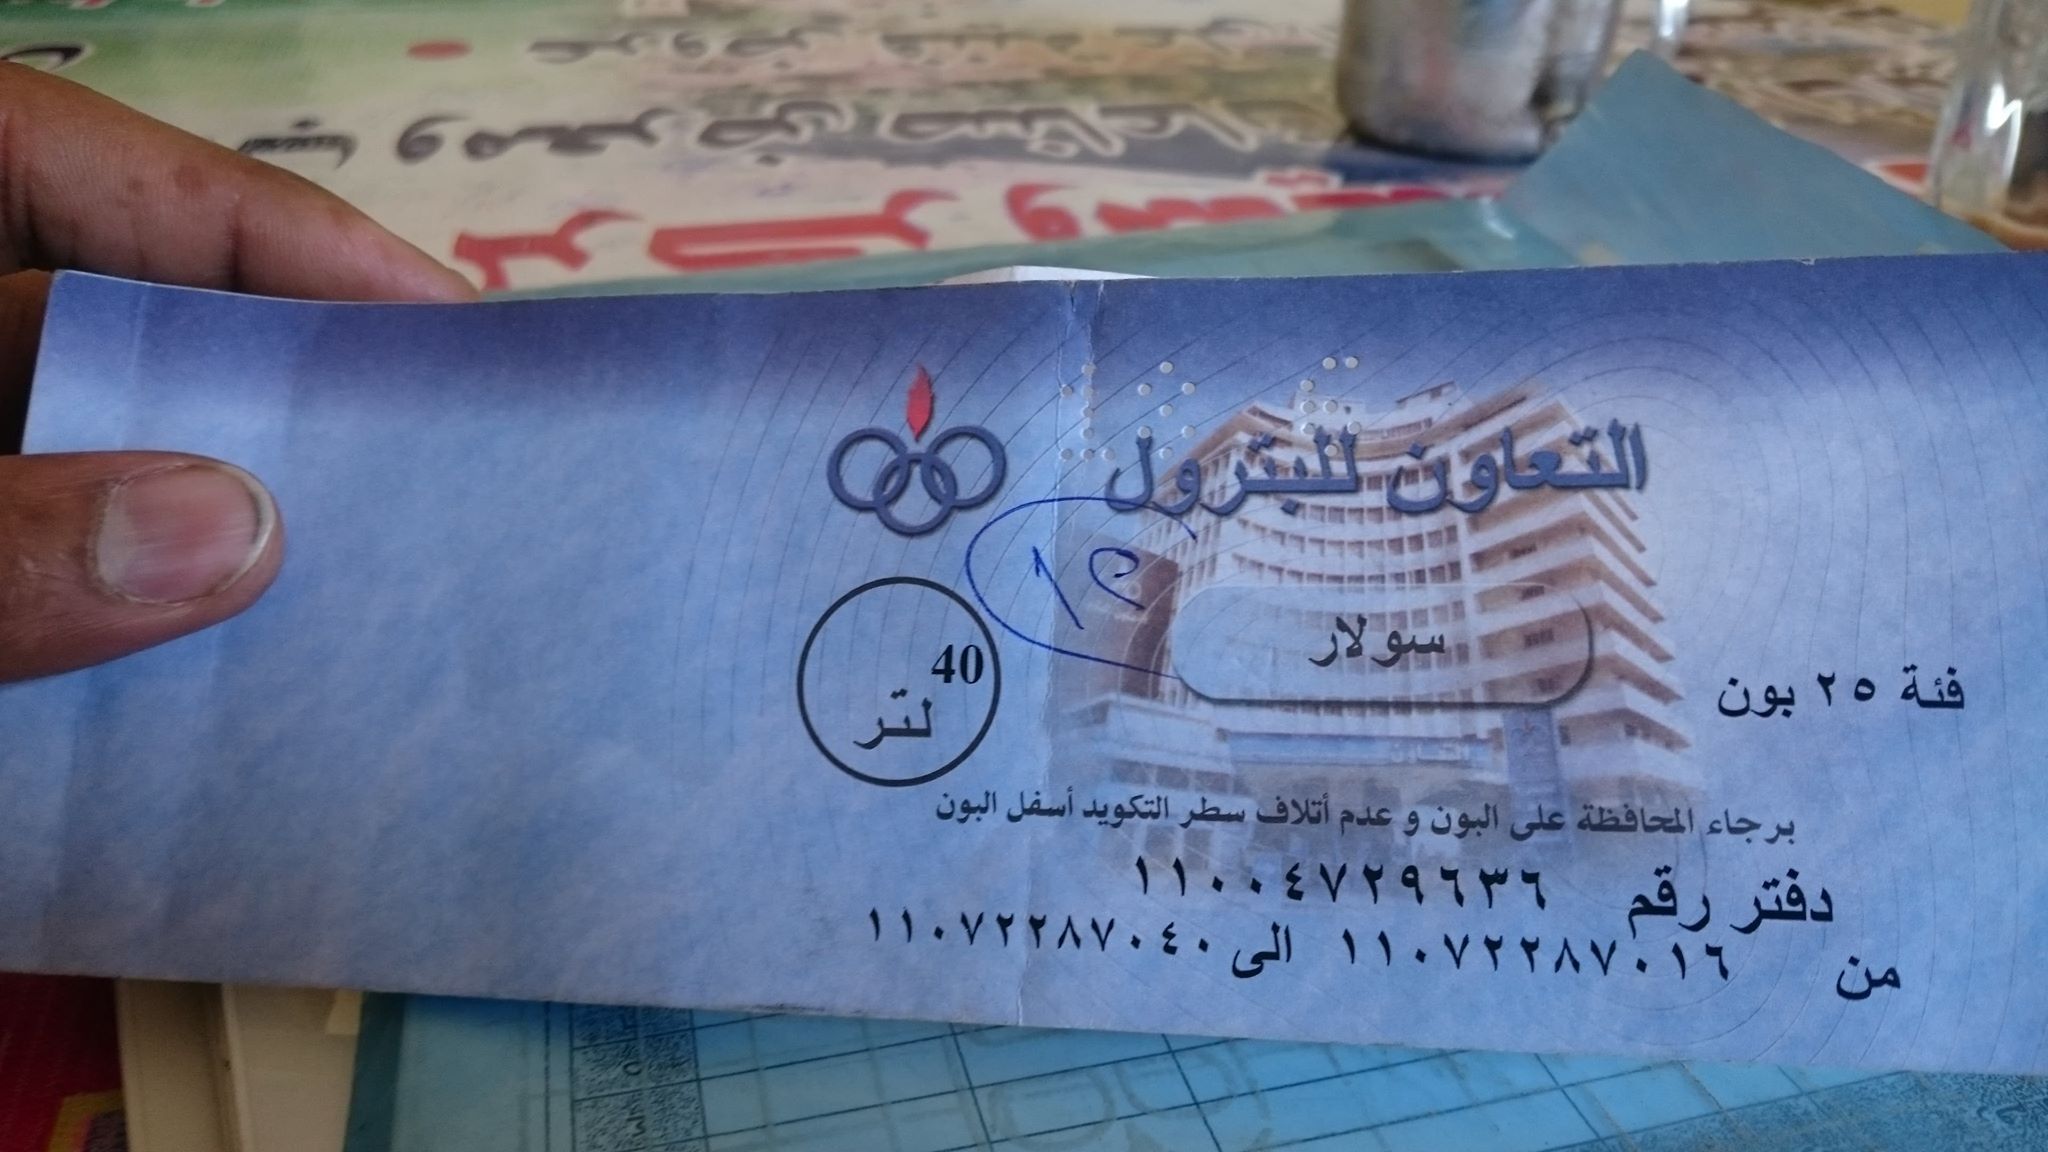 التعاون للبترول
١٥
سولار
40
لتر
فئة ٢٥ بون
برجاء المحافظة على البون و عدم أتلاف سطر التكويد أسفل البون
دفتر رقم ١١٠٠٤٧٢٩٦٣٦
من ١١٠٧٢٢٨٧٠١٦ الى ١١٠٧٢٢٨٧٠٤٠